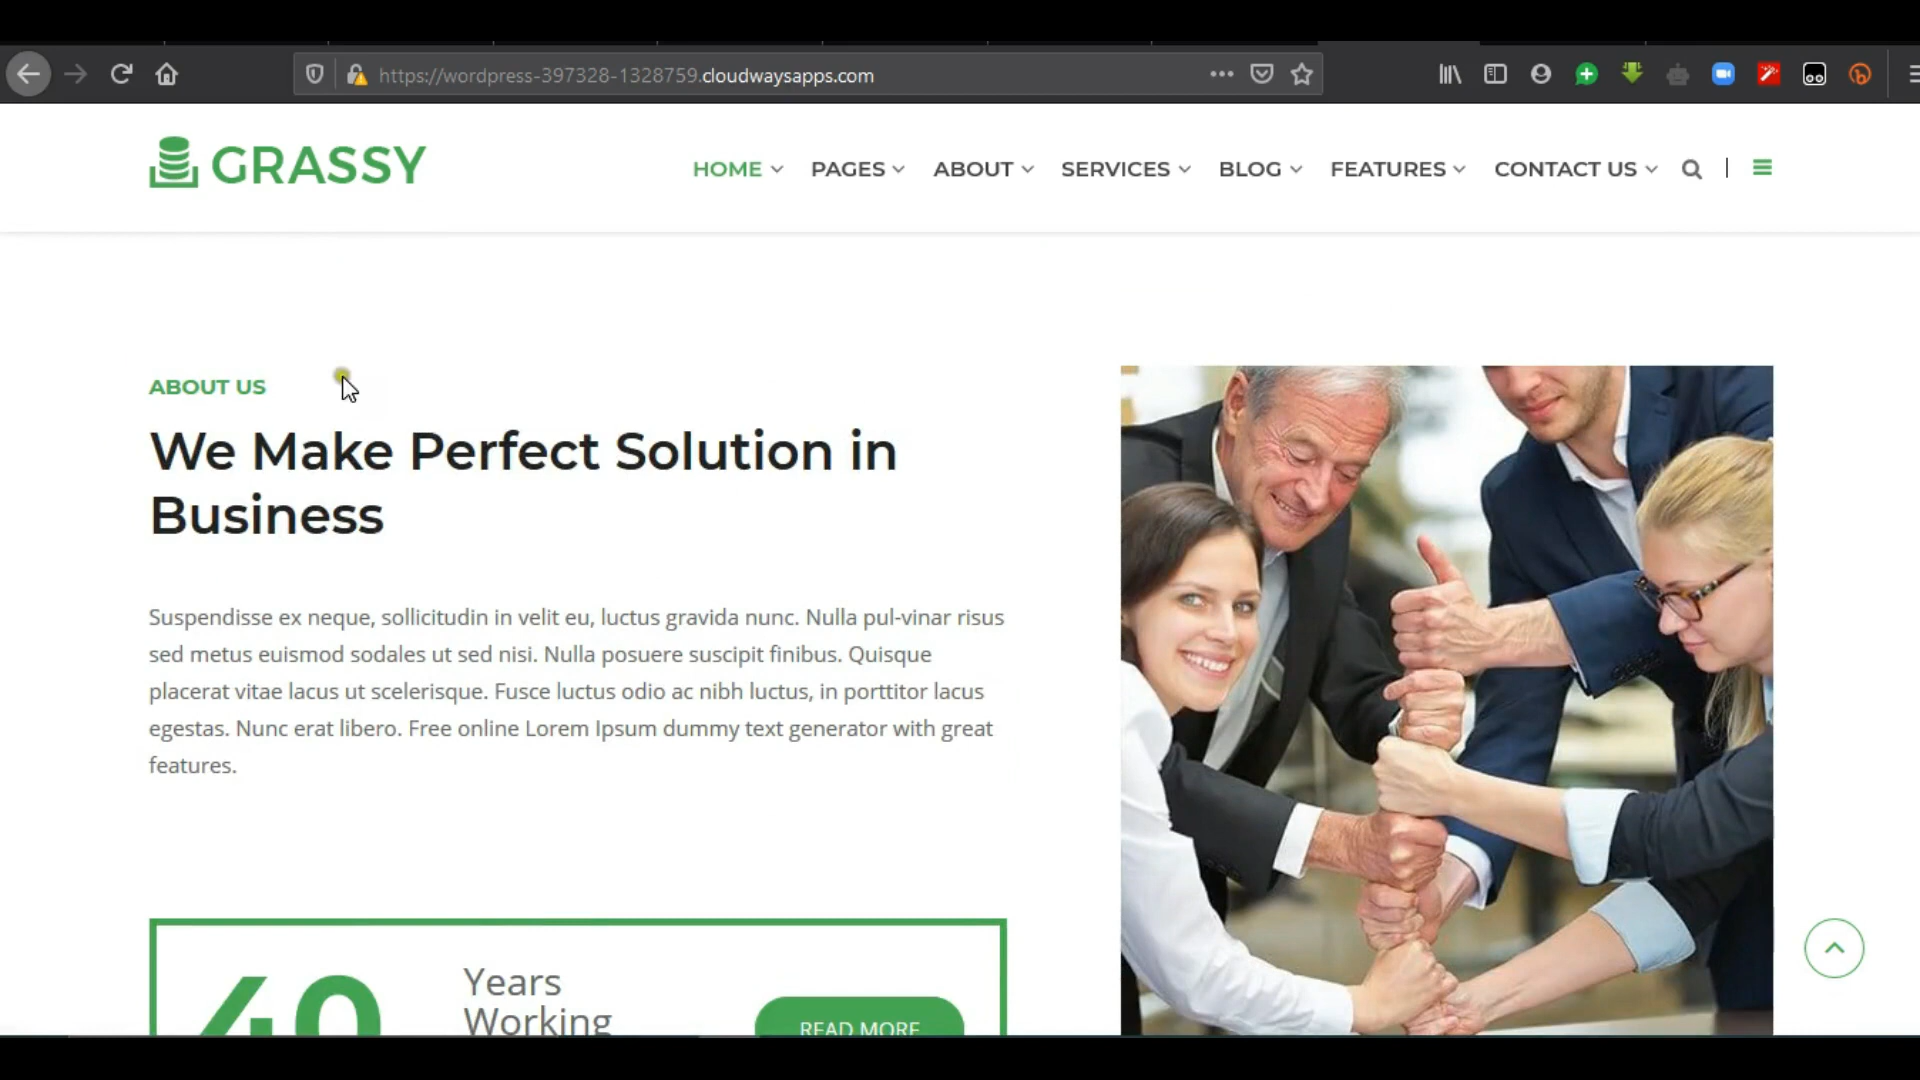 https://wordpress-397328-1328759.cloudwaysapps.com
GRASSY
HOME PAGES ABOUT SERVICES BLOG FEATURES CONTACT US
ABOUT US
We Make Perfect Solution in
Business
Suspendisse ex neque, sollicitudin in velit eu, luctus gravida nunc. Nulla pul-vinar risus
sed metus euismod sodales ut sed nisi. Nulla posuere suscipit finibus. Quisque
placerat vitae lacus ut scelerisque. Fusce luctus odio ac nibh luctus, in porttitor lacus
egestas. Nunc erat libero. Free online Lorem Ipsum dummy text generator with great
features.
40
Years
Working
READ MORE